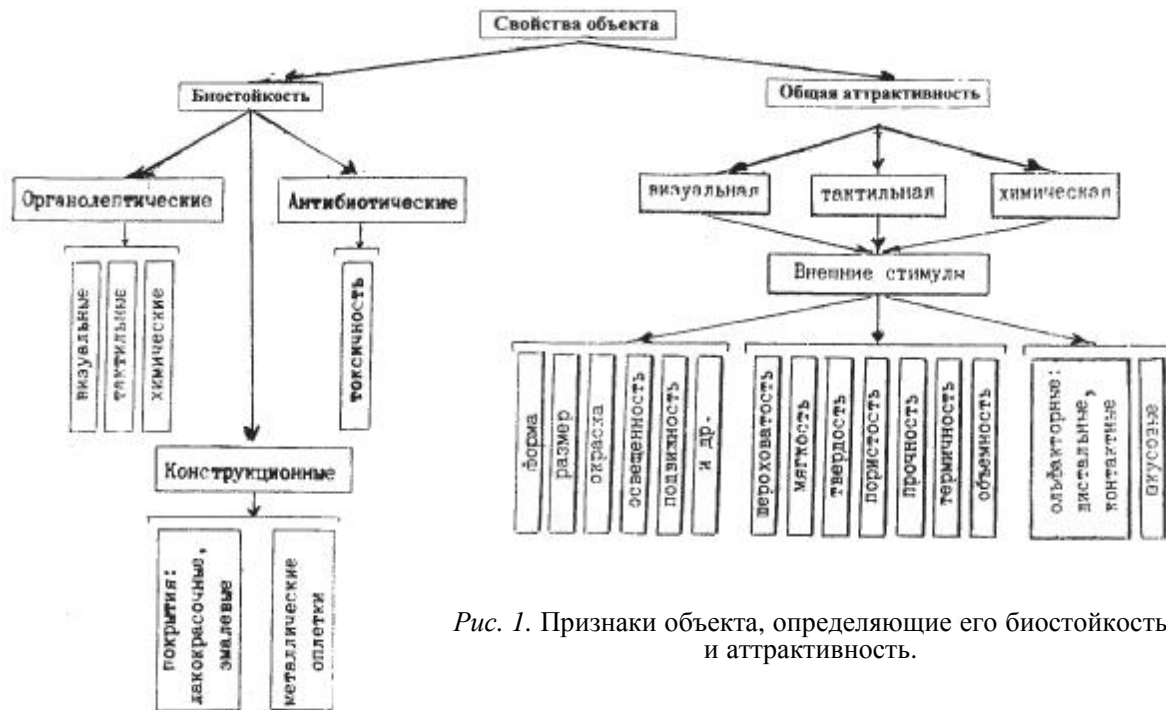 Свойства объекта
Биостойкость
Общая аттрактивность
Органолептические
Антибиотические
визуальная
тактильная
химическая
Внешние стимулы
визуальные
тактильные
химические
токсичность
форма
размер
окраска
освещенность
подвижность
и др.
шероховатость
мягкость
твердость
пористость
прочность
термичность
объемность
ольфакторные:
дистальные,
контактные
вкусовые
Конструкционные
покрытия:
лакокрасочные,
эмалевые
металлические
оплетки
Рис. 1. Признаки объекта, определяющие его биостойкость
и аттрактивность.